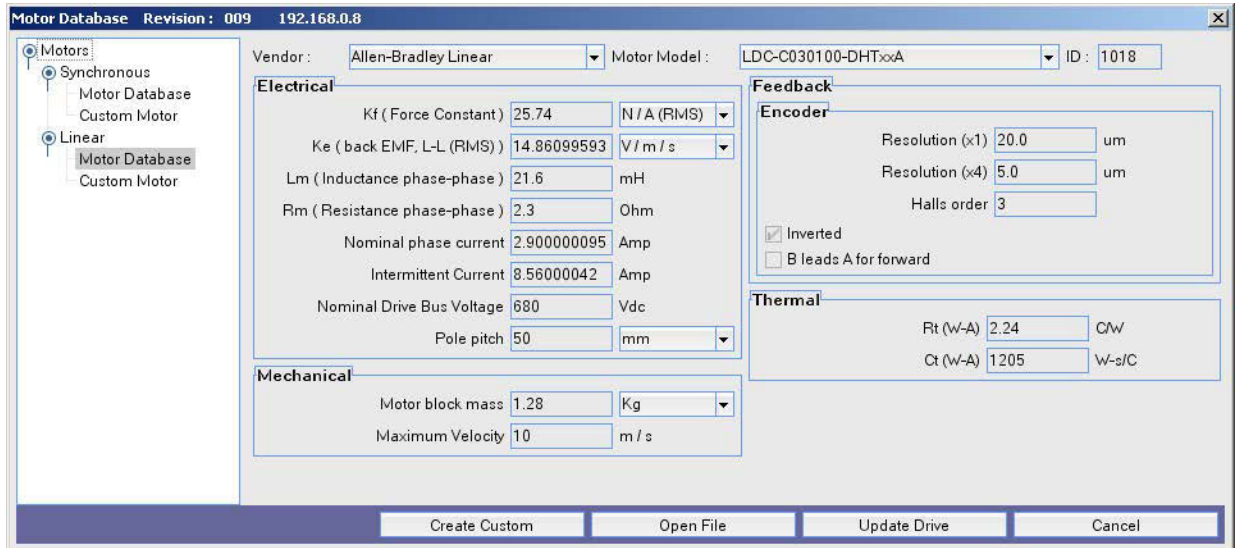 Motor Database Revision : 009 192.168.0.8
Motors
Synchronous
Motor Database
Custom Motor
Linear
Motor Database
Custom Motor
Vendor : Allen-Bradley Linear Motor Model : LDC-C030100-DHTxxA ID : 1018
Electrical
Kf ( Force Constant ) 25.74 N / A (RMS)
Ke ( back EMF, L-L (RMS) ) 14.86099593 V / m / s
Lm ( Inductance phase-phase ) 21.6 mH
Rm ( Resistance phase-phase ) 2.3 Ohm
Nominal phase current 2.900000095 Amp
Intermittent Current 8.56000042 Amp
Nominal Drive Bus Voltage 680 Vdc
Pole pitch 50 mm
Mechanical
Motor block mass 1.28 Kg
Maximum Velocity 10 m / s
Feedback
Encoder
Resolution (x1) 20.0 um
Resolution (x4) 5.0 um
Halls order 3
Inverted
B leads A for forward
Thermal
Rt (W-A) 2.24 C/W
Ct (W-A) 1205 W-s/C
Create Custom Open File Update Drive Cancel